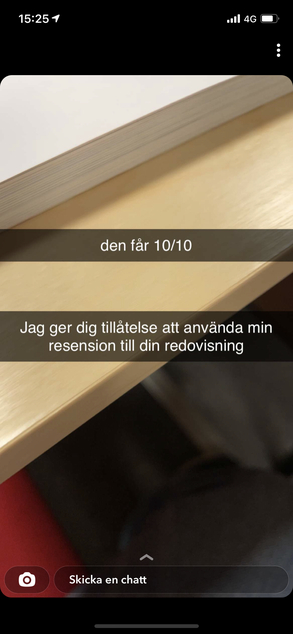 15:25
4G
den får 10/10
Jag ger dig tillåtelse att använda min
resension till din redovisning
Skicka en chatt